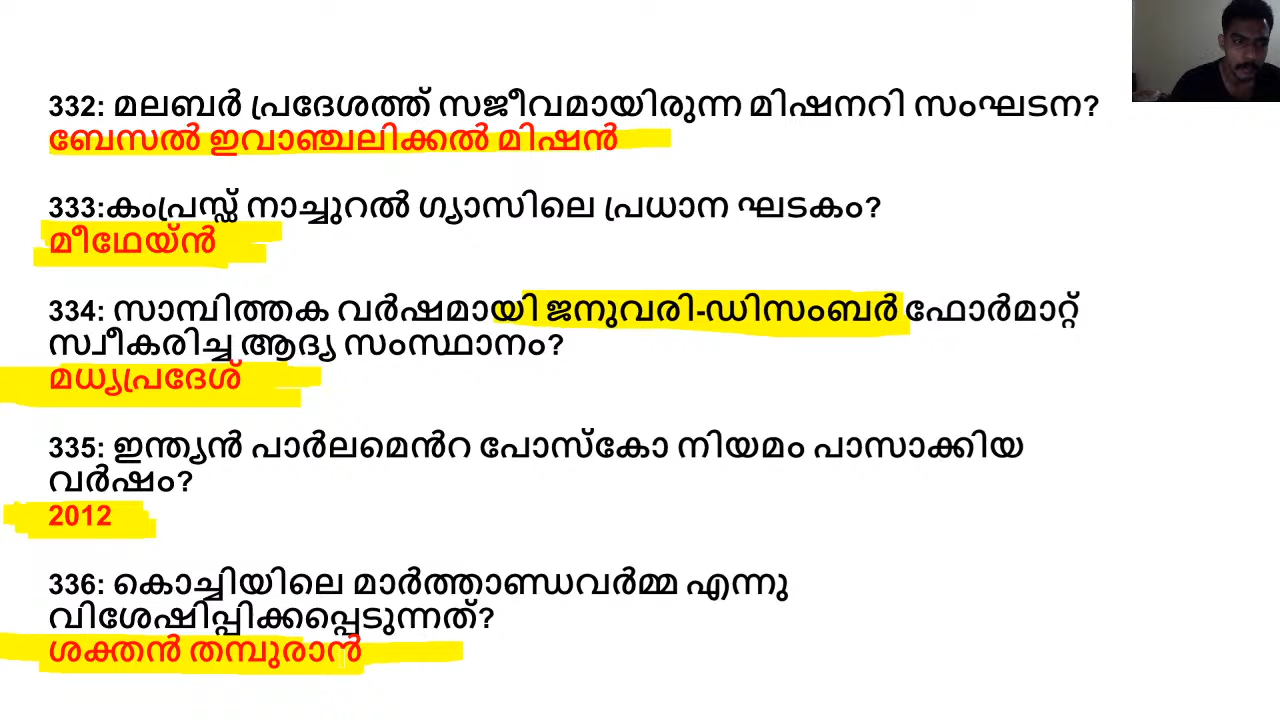 332: മലബർ പ്രദേശത്ത് സജീവമായിരുന്ന മിഷനറി സംഘടന?
ബേസൽ ഇവാഞ്ചലിക്കൽ മിഷൻ
333:കംപ്രസ്ഡ് നാച്ചുറൽ ഗ്യാസിലെ പ്രധാന ഘടകം?
മീഥേയ്ൻ
334: സാമ്പിത്തക വർഷമായി ജനുവരി-ഡിസംബർ ഫോർമാറ്റ്
സ്വീകരിച്ച ആദ്യ സംസ്ഥാനം?
മധ്യപ്രദേശ്
335: ഇന്ത്യൻ പാർലമെൻറ പോസ്കോ നിയമം പാസാക്കിയ
വർഷം?
2012
336: കൊച്ചിയിലെ മാർത്താണ്ഡവർമ്മ എന്നു
വിശേഷിപ്പിക്കപ്പെടുന്നത്?
ശക്തൻ തമ്പുരാൻ